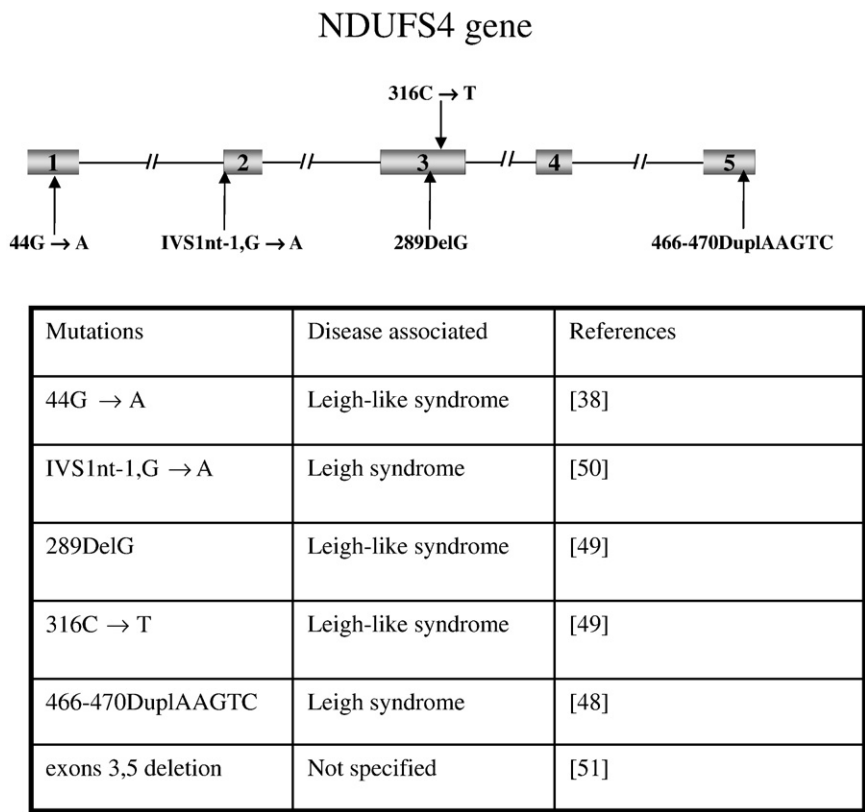 NDUFS4 gene
316C → T
1 // 2 // 3 // 4 // 5
44G → A IVS1nt-1,G → A 289DelG 466-470DuplAAGTC
Mutations Disease associated References
44G → A Leigh-like syndrome [38]
IVS1nt-1,G → A Leigh syndrome [50]
289DelG Leigh-like syndrome [49]
316C → T Leigh-like syndrome [49]
466-470DuplAAGTC Leigh syndrome [48]
exons 3,5 deletion Not specified [51]